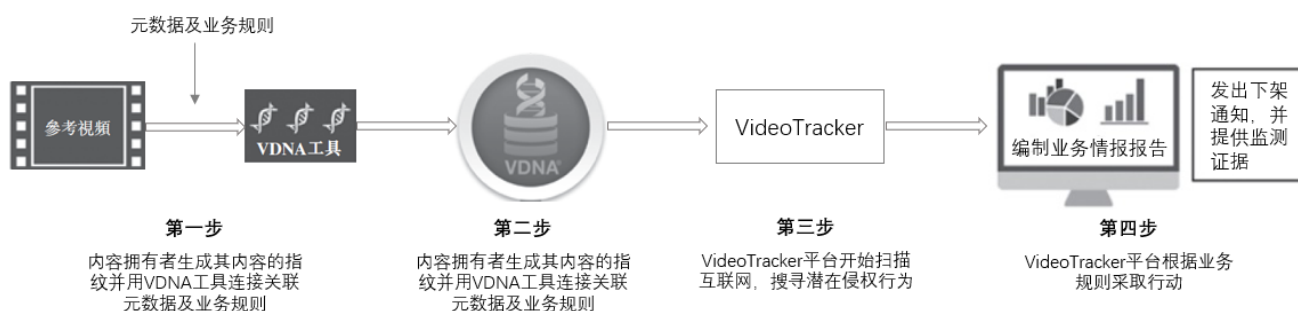 元数据及业务规则
參考視頻
VDNA工具
VDNA®
VideoTracker
编制业务情报报告
发出下架
通知，并
提供监测
证据
第一步
内容拥有者生成其内容的指
纹并用VDNA工具连接关联
元数据及业务规则
第二步
内容拥有者生成其内容的指
纹并用VDNA工具连接关联
元数据及业务规则
第三步
VideoTracker平台开始扫描
互联网，搜寻潜在侵权行为
第四步
VideoTracker平台根据业务
规则采取行动